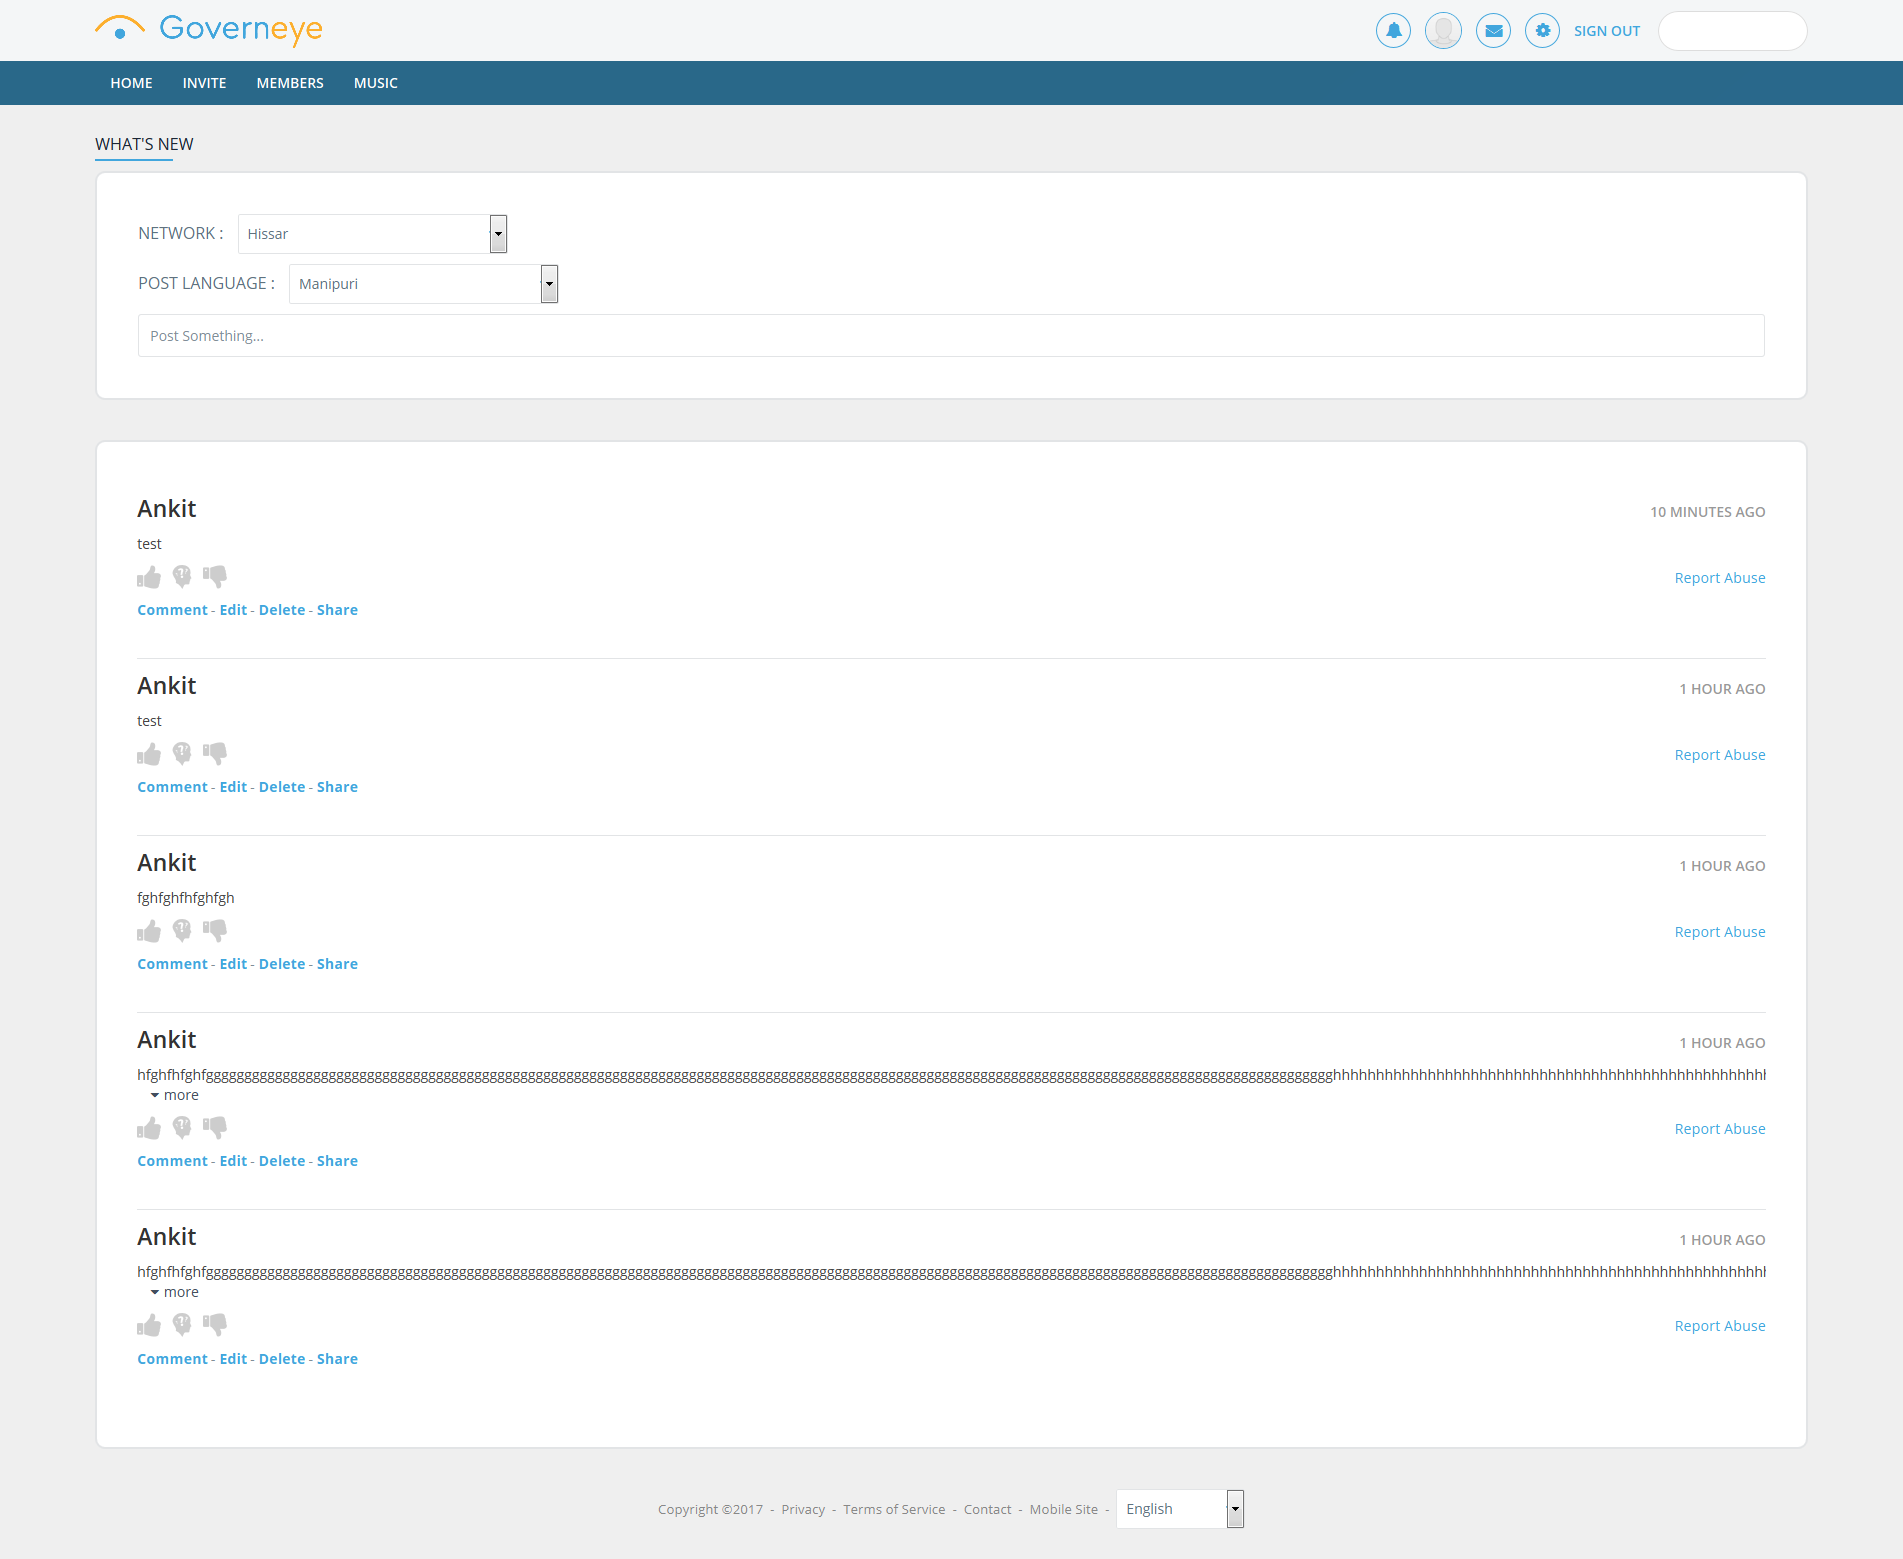 Governeye
SIGN OUT
HOME INVITE MEMBERS MUSIC
WHAT'S NEW
NETWORK : Hissar
POST LANGUAGE : Manipuri
Post Something...
Ankit 10 MINUTES AGO
test
Report Abuse
Comment - Edit - Delete - Share
Ankit 1 HOUR AGO
test
Report Abuse
Comment - Edit - Delete - Share
Ankit 1 HOUR AGO
fghfghfhfghfgh
Report Abuse
Comment - Edit - Delete - Share
Ankit 1 HOUR AGO
more
Report Abuse
Comment - Edit - Delete - Share
Ankit 1 HOUR AGO
more
Report Abuse
Comment - Edit - Delete - Share
Copyright ©2017 - Privacy - Terms of Service - Contact - Mobile Site - English